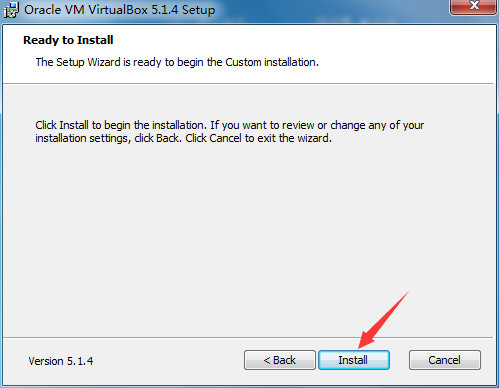 Oracle VM VirtualBox 5.1.4 Setup
Ready to Install
The Setup Wizard is ready to begin the Custom installation.
Click Install to begin the installation. If you want to review or change any of your
installation settings, click Back. Click Cancel to exit the wizard.
Version 5.1.4
< Back
Install
Cancel